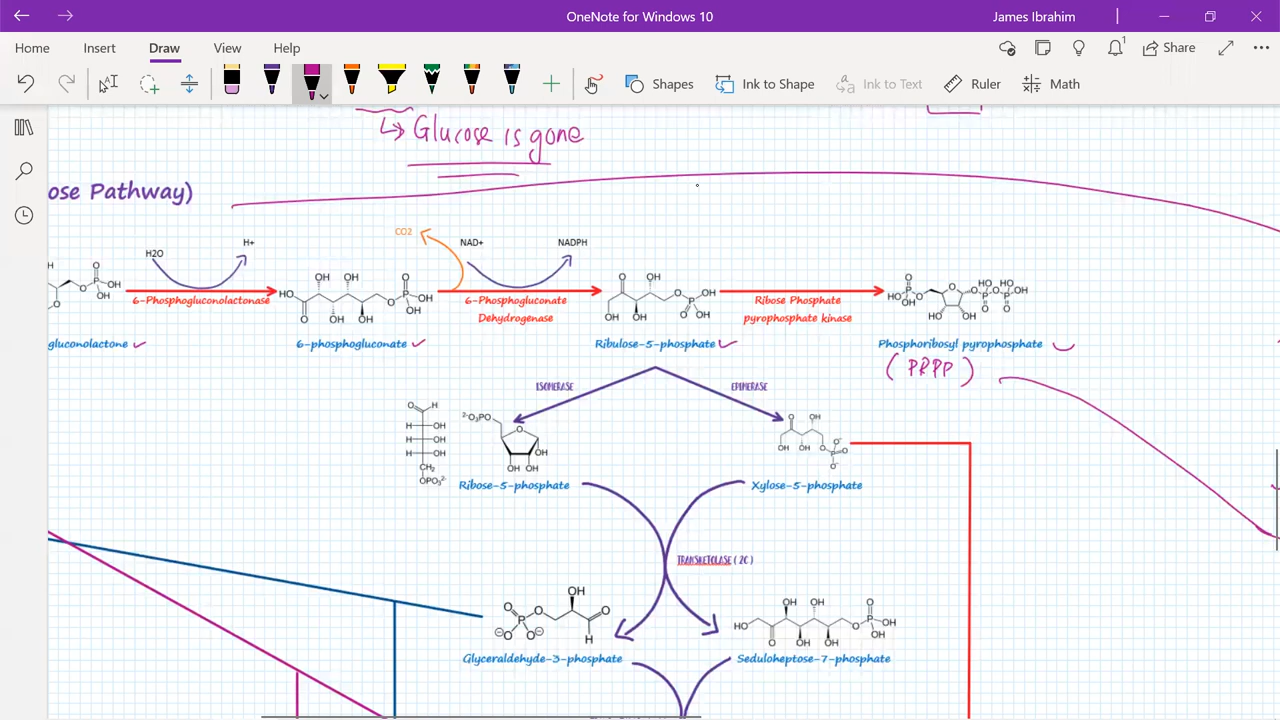 OneNote for Windows 10
James Ibrahim
Home Insert Draw View Help
1 Share
Shapes Ink to Shape Ink to Text Ruler Math
Glucose is gone
ose Pathway)
H2O H+ CO2 NAD+ NADPH
6-Phosphogluconolactonase
6-Phosphogluconate
Dehydrogenase
Ribose Phosphate
pyrophosphate kinase
gluconolactone
6-phosphogluconate
Ribulose-5-phosphate
Phosphoribosyl pyrophosphate
(PRPP)
ISOMERASE EPIMERASE
Ribose-5-phosphate
Xylose-5-phosphate
TRANSKETOLASE (2C)
Glyceraldehyde-3-phosphate
Seduloheptose-7-phosphate